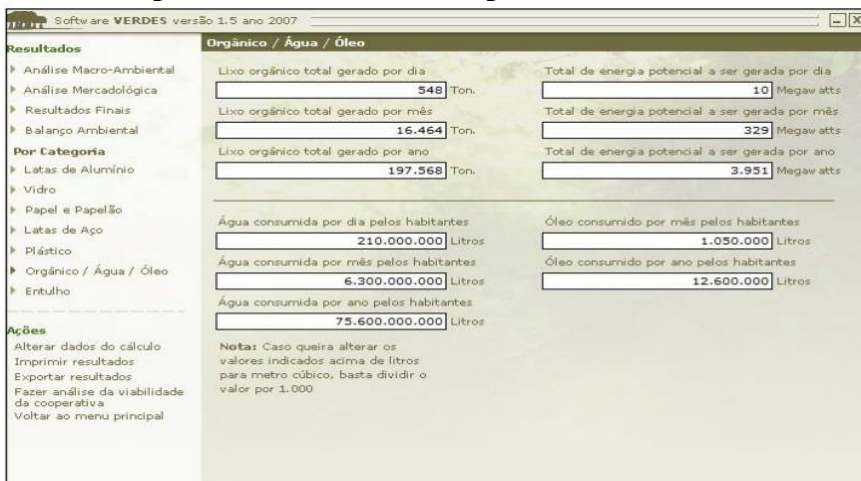 Software VERDES versão 1.5 ano 2007
Resultados
Análise Macro-Ambiental
Análise Mercadológica
Resultados Finais
Balanço Ambiental
Por Categoria
Latas de Alumínio
Vidro
Papel e Papelão
Latas de Aço
Plástico
Orgânico / Água / Óleo
Entulho
Ações
Alterar dados do cálculo
Imprimir resultados
Exportar resultados
Fazer análise da viabilidade
da cooperativa
Voltar ao menu principal
Orgânico / Água / Óleo
Lixo orgânico total gerado por dia
548 Ton.
Lixo orgânico total gerado por mês
16.464 Ton.
Lixo orgânico total gerado por ano
197.568 Ton.
Total de energia potencial a ser gerada por dia
10 Megawatts
Total de energia potencial a ser gerada por mês
329 Megawatts
Total de energia potencial a ser gerada por ano
3.951 Megawatts
Água consumida por dia pelos habitantes
210.000.000 Litros
Água consumida por mês pelos habitantes
6.300.000.000 Litros
Água consumida por ano pelos habitantes
75.600.000.000 Litros
Óleo consumido por mês pelos habitantes
1.050.000 Litros
Óleo consumido por ano pelos habitantes
12.600.000 Litros
Nota: Caso queira alterar os
valores indicados acima de litros
para metro cúbico, basta dividir o
valor por 1.000